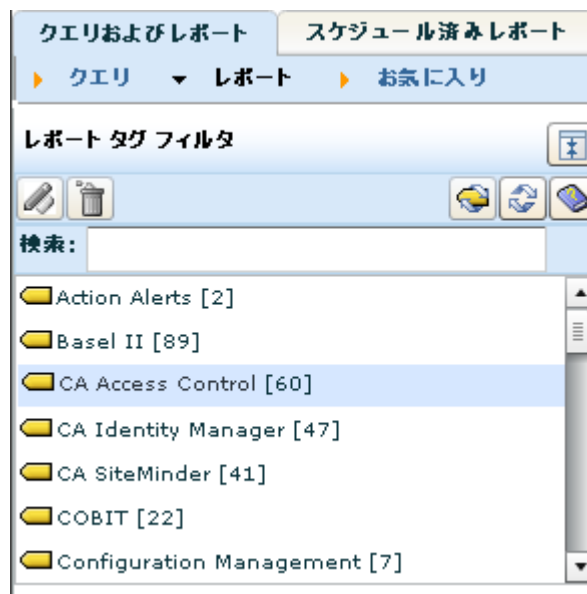 クエリおよびレポート スケジュール済みレポート
クエリ レポート お気に入り
レポート タグ フィルタ
検索:
Action Alerts [2]
Basel II [89]
CA Access Control [60]
CA Identity Manager [47]
CA SiteMinder [41]
COBIT [22]
Configuration Management [7]